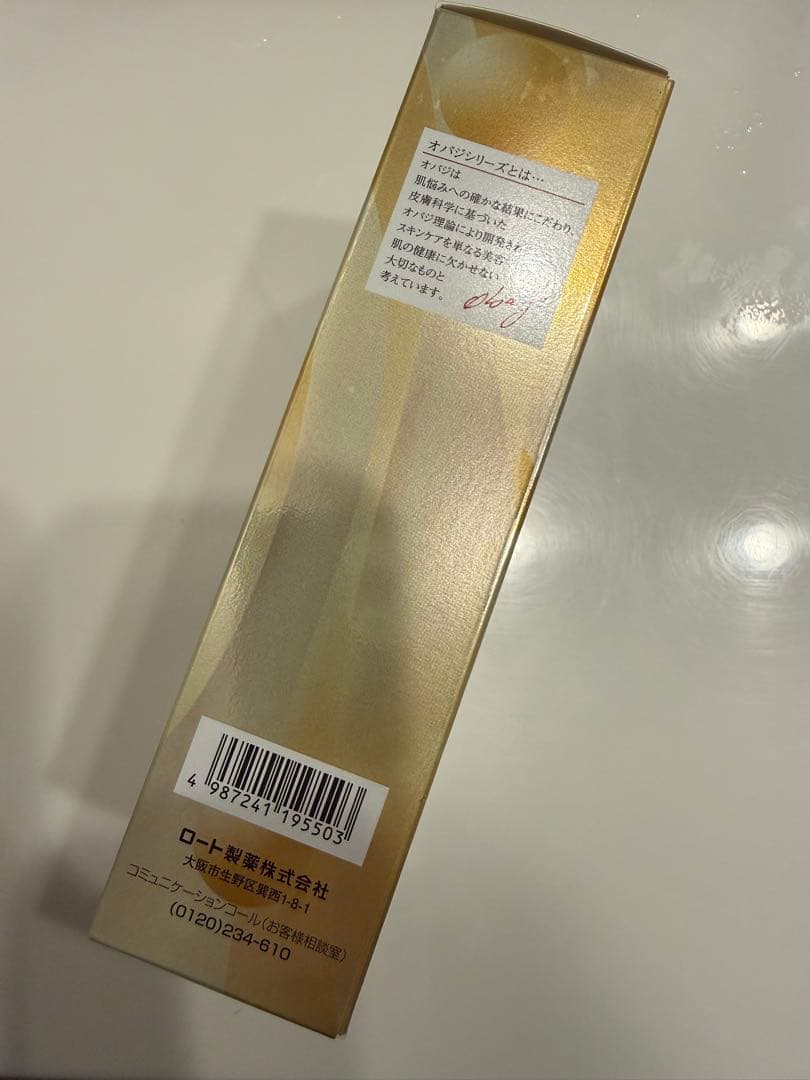 オバジシリーズとは…
オバジは
肌悩みへの確かな結果にこだわり、
皮膚科学に基づいた
オバジ理論により開発され
スキンケアを単なる美容
肌の健康に欠かせない
大切なものと
考えています。
obagi
4 987241 195503
ロート製薬株式会社
大阪市生野区巽西1-8-1
コミュニケーションコール(お客様相談室)
(0120)234-610